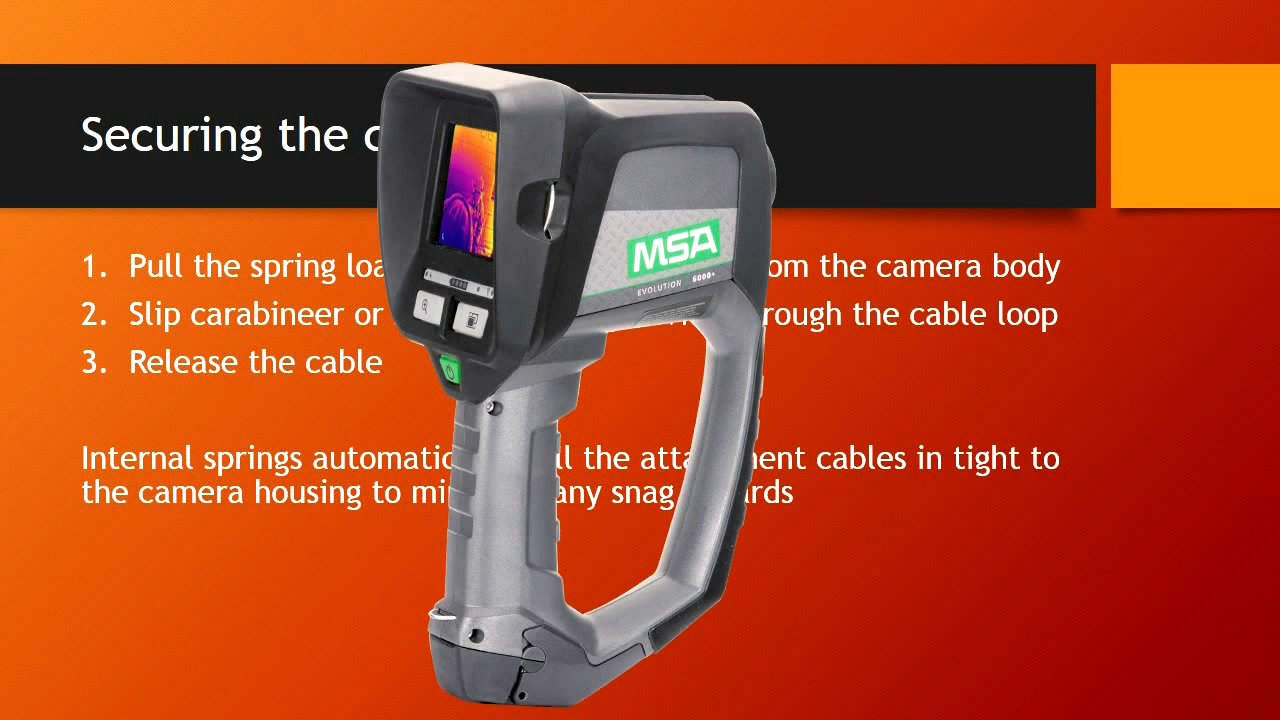 Securing the c
1. Pull the spring loa om the camera body
2. Slip carabineer or rough the cable loop
3. Release the cable
Internal springs automatic ll the atta ment cables in tight to
the camera housing to mi any snag ards
MSA
EVOLUTION 6000+